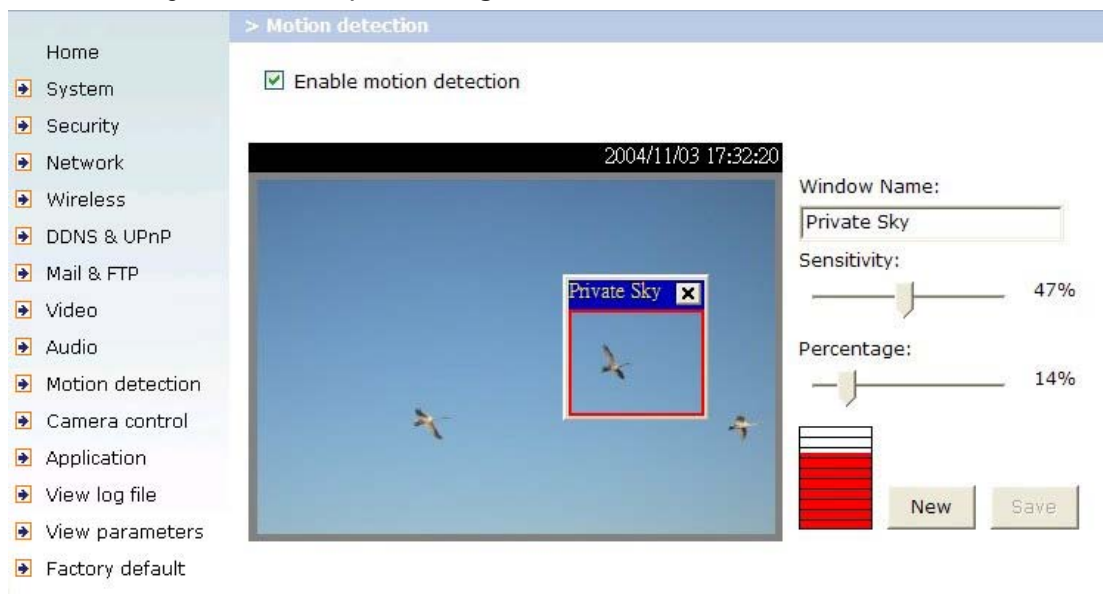 > Motion detection
Home
System
Security
Network
Wireless
DDNS & UPnP
Mail & FTP
Video
Audio
Motion detection
Camera control
Application
View log file
View parameters
Factory default
Enable motion detection
2004/11/03 17:32:20
Private Sky
Window Name:
Private Sky
Sensitivity:
47%
Percentage:
14%
New
Save